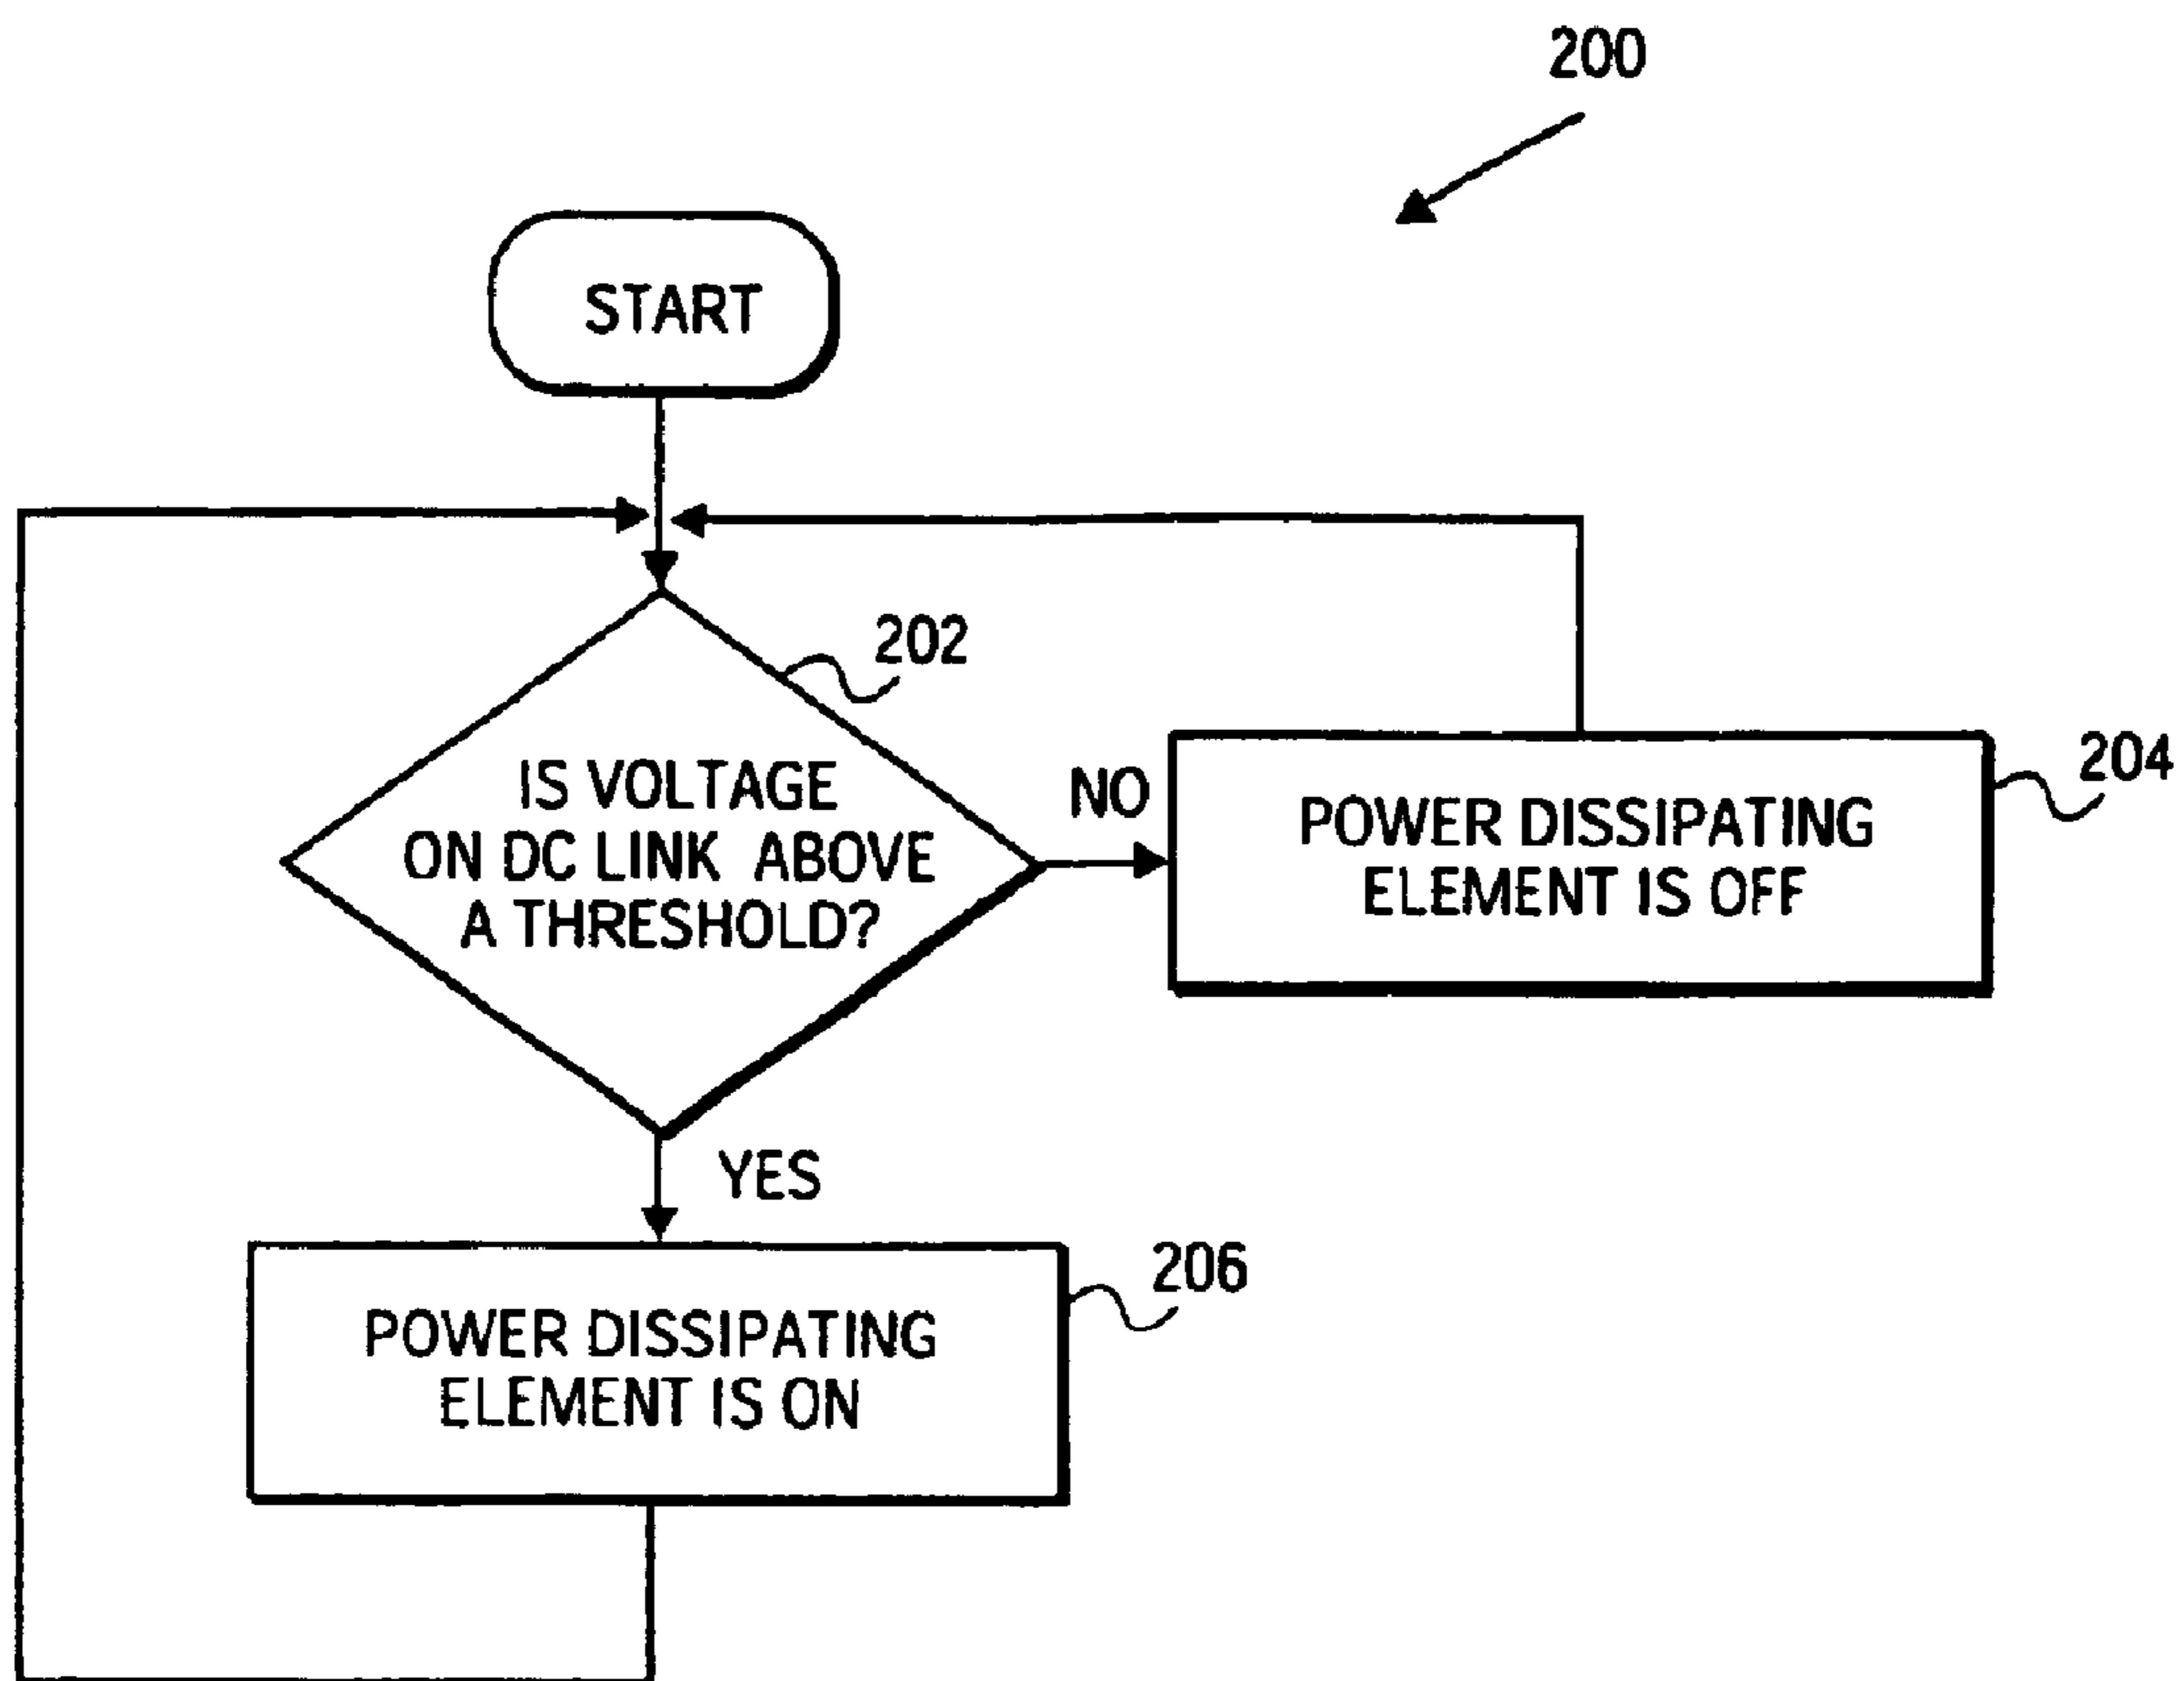 200
START
202
IS VOLTAGE
ON DC LINK ABOVE
A THRESHOLD?
NO
204
POWER DISSIPATING
ELEMENT IS OFF
YES
206
POWER DISSIPATING
ELEMENT IS ON